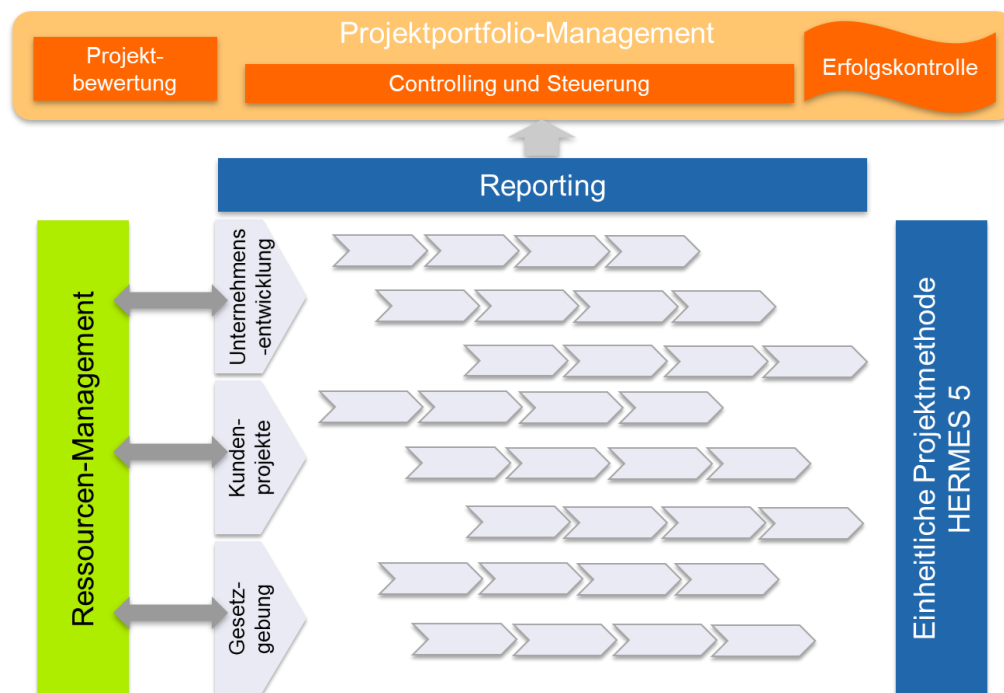 Projektportfolio-Management
Projekt-
bewertung
Controlling und Steuerung
Erfolgskontrolle
Reporting
Ressourcen-Management
Unternehmens
-entwicklung
Kunden-
projekte
Gesetz-
gebung
Einheitliche Projektmethode
HERMES 5